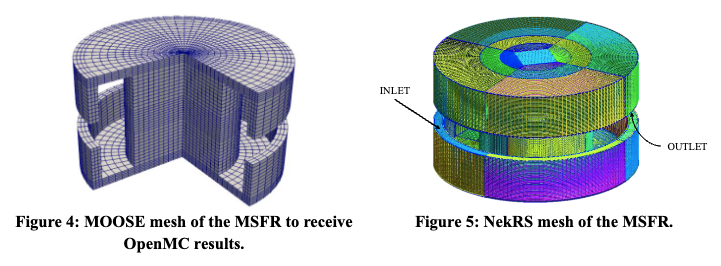 INLET
OUTLET
Figure 4: MOOSE mesh of the MSFR to receive
OpenMC results.
Figure 5: NekRS mesh of the MSFR.